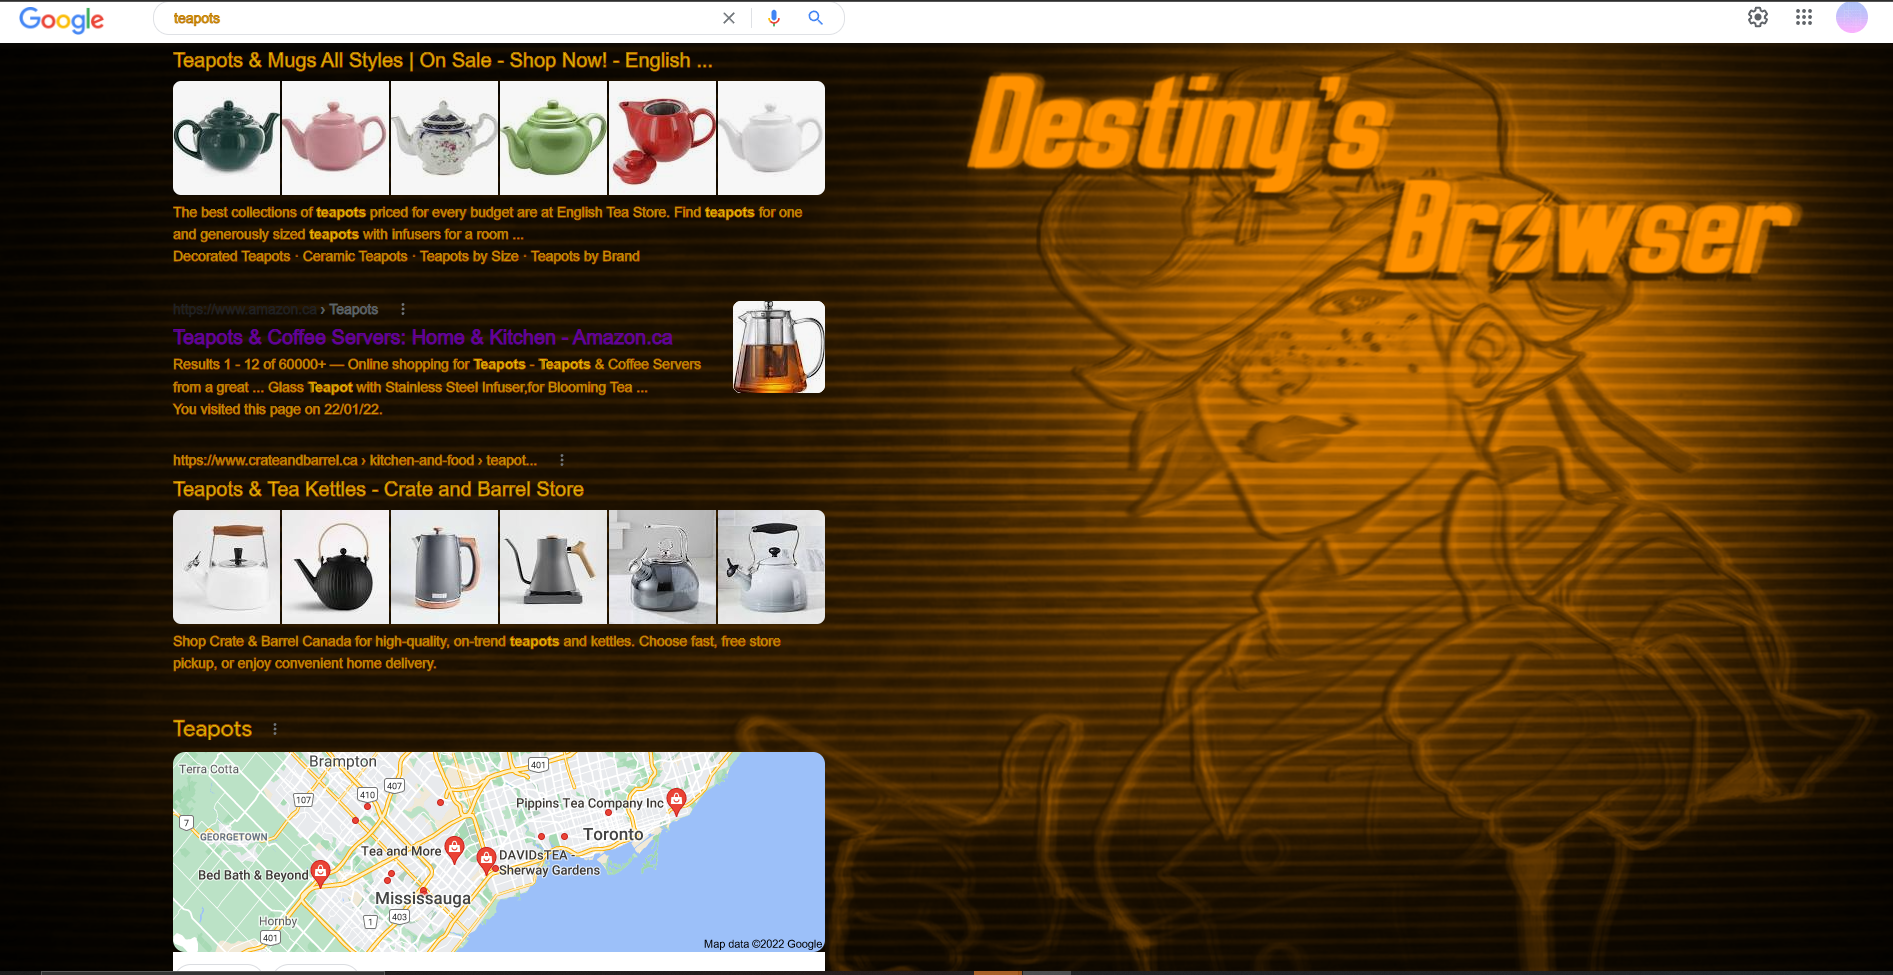 Google
teapots
Teapots & Mugs All Styles | On Sale - Shop Now! - English ...
The best collections of teapots priced for every budget are at English Tea Store. Find teapots for one
and generously sized teapots with infusers for a room ...
Decorated Teapots · Ceramic Teapots · Teapots by Size · Teapots by Brand
https://www.amazon.ca › Teapots
Teapots & Coffee Servers: Home & Kitchen - Amazon.ca
Results 1 - 12 of 60000+ — Online shopping for Teapots - Teapots & Coffee Servers
from a great ... Glass Teapot with Stainless Steel Infuser,for Blooming Tea ...
You visited this page on 22/01/22.
https://www.crateandbarrel.ca › kitchen-and-food › teapot...
Teapots & Tea Kettles - Crate and Barrel Store
Shop Crate & Barrel Canada for high-quality, on-trend teapots and kettles. Choose fast, free store
pickup, or enjoy convenient home delivery.
Teapots
Terra Cotta
Brampton
401
407
410
107
Pippins Tea Company Inc
7
GEORGETOWN
Toronto
Tea and More
DAVIDsTEA -
Sherway Gardens
Bed Bath & Beyond
Mississauga
403
1
Hornby
401
Map data ©2022 Google
Destiny's
Browser